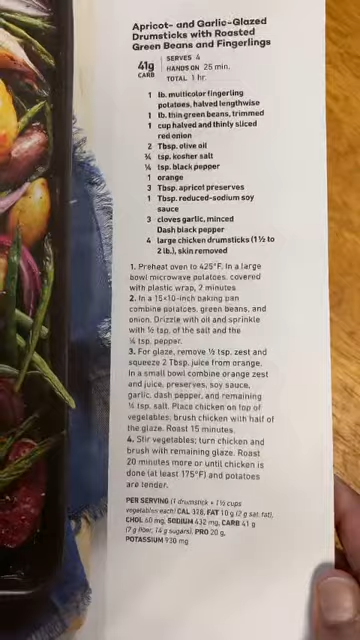 Apricot- and Garlic-Glazed
Drumsticks with Roasted
Green Beans and Fingerlings
41g
CARB
SERVES 4
HANDS ON 25 min.
TOTAL 1 hr.
1 lb. multicolor fingerling
potatoes, halved lengthwise
1 lb. thin green beans, trimmed
1 cup halved and thinly sliced
red onion
2 Tbsp. olive oil
¾ tsp. kosher salt
¼ tsp. black pepper
1 orange
3 Tbsp. apricot preserves
1 Tbsp. reduced-sodium soy
sauce
3 cloves garlic, minced
Dash black pepper
4 large chicken drumsticks (1½ to
2 lb.), skin removed
1. Preheat oven to 425°F. In a large
bowl microwave potatoes, covered
with plastic wrap, 2 minutes.
2. In a 15×10-inch baking pan
combine potatoes, green beans, and
onion. Drizzle with oil and sprinkle
with ½ tsp. of the salt and the
¼ tsp. pepper.
3. For glaze, remove ½ tsp. zest and
squeeze 2 Tbsp. juice from orange.
In a small bowl combine orange zest
and juice, preserves, soy sauce,
garlic, dash pepper, and remaining
¼ tsp. salt. Place chicken on top of
vegetables; brush chicken with half of
the glaze. Roast 15 minutes.
4. Stir vegetables; turn chicken and
brush with remaining glaze. Roast
20 minutes more or until chicken is
done (at least 175°F) and potatoes
are tender.
PER SERVING (1 drumstick + 1½ cups
vegetables each) CAL 328, FAT 10 g (2 g sat. fat),
CHOL 60 mg, SODIUM 432 mg, CARB 41 g
(7 g fiber, 14 g sugars), PRO 20 g,
POTASSIUM 930 mg